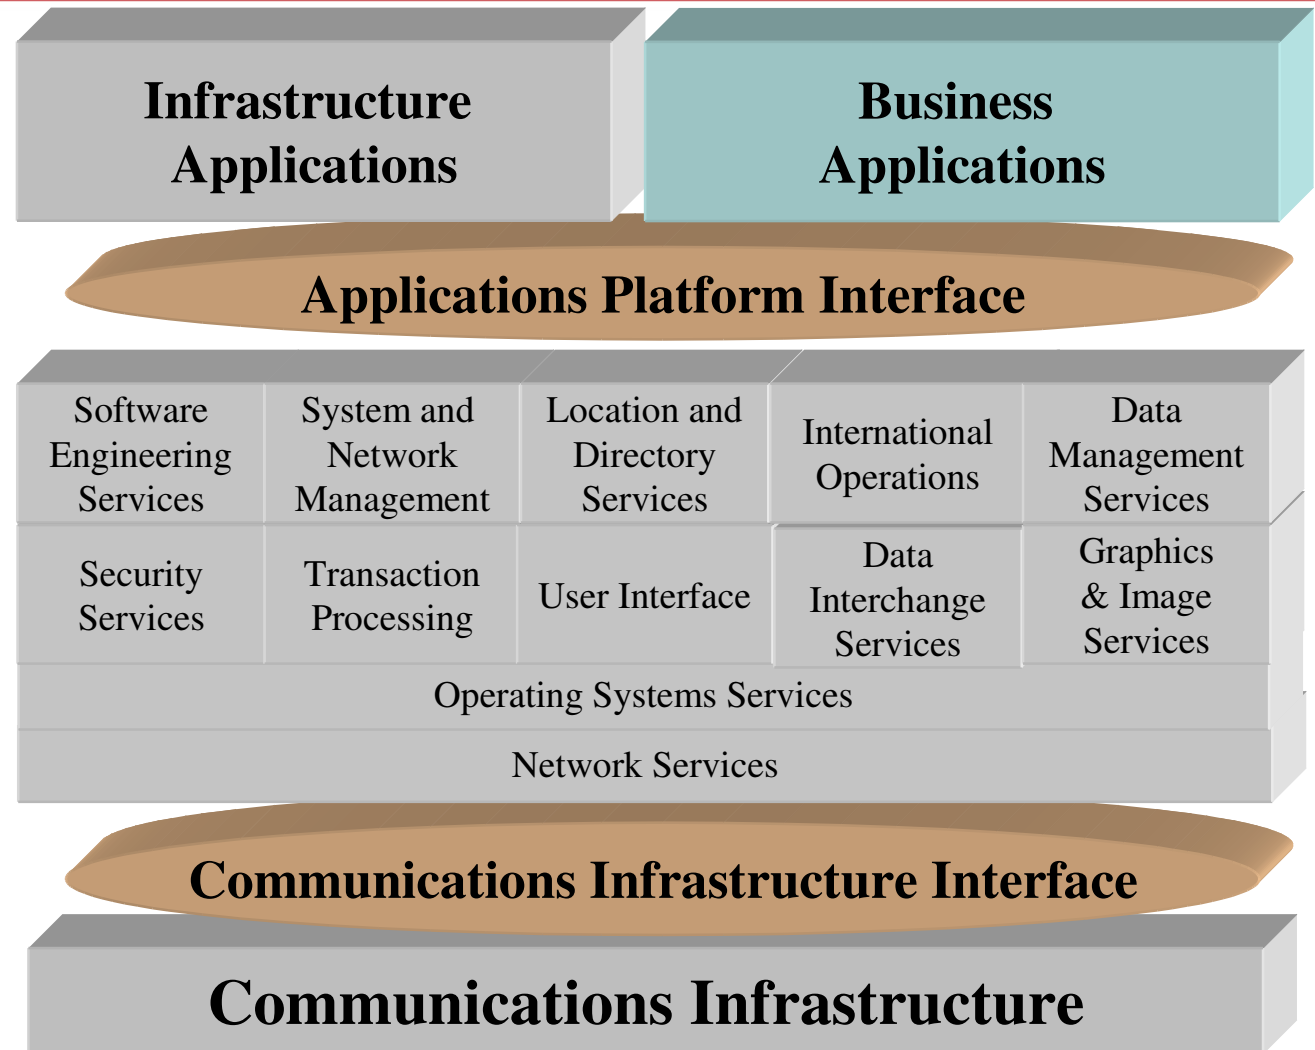 Infrastructure
Applications
Business
Applications
Applications Platform Interface
Software
Engineering
Services
System and
Network
Management
Location and
Directory
Services
International
Operations
Data
Management
Services
Security
Services
Transaction
Processing
User Interface
Data
Interchange
Services
Graphics
& Image
Services
Operating Systems Services
Network Services
Communications Infrastructure Interface
Communications Infrastructure